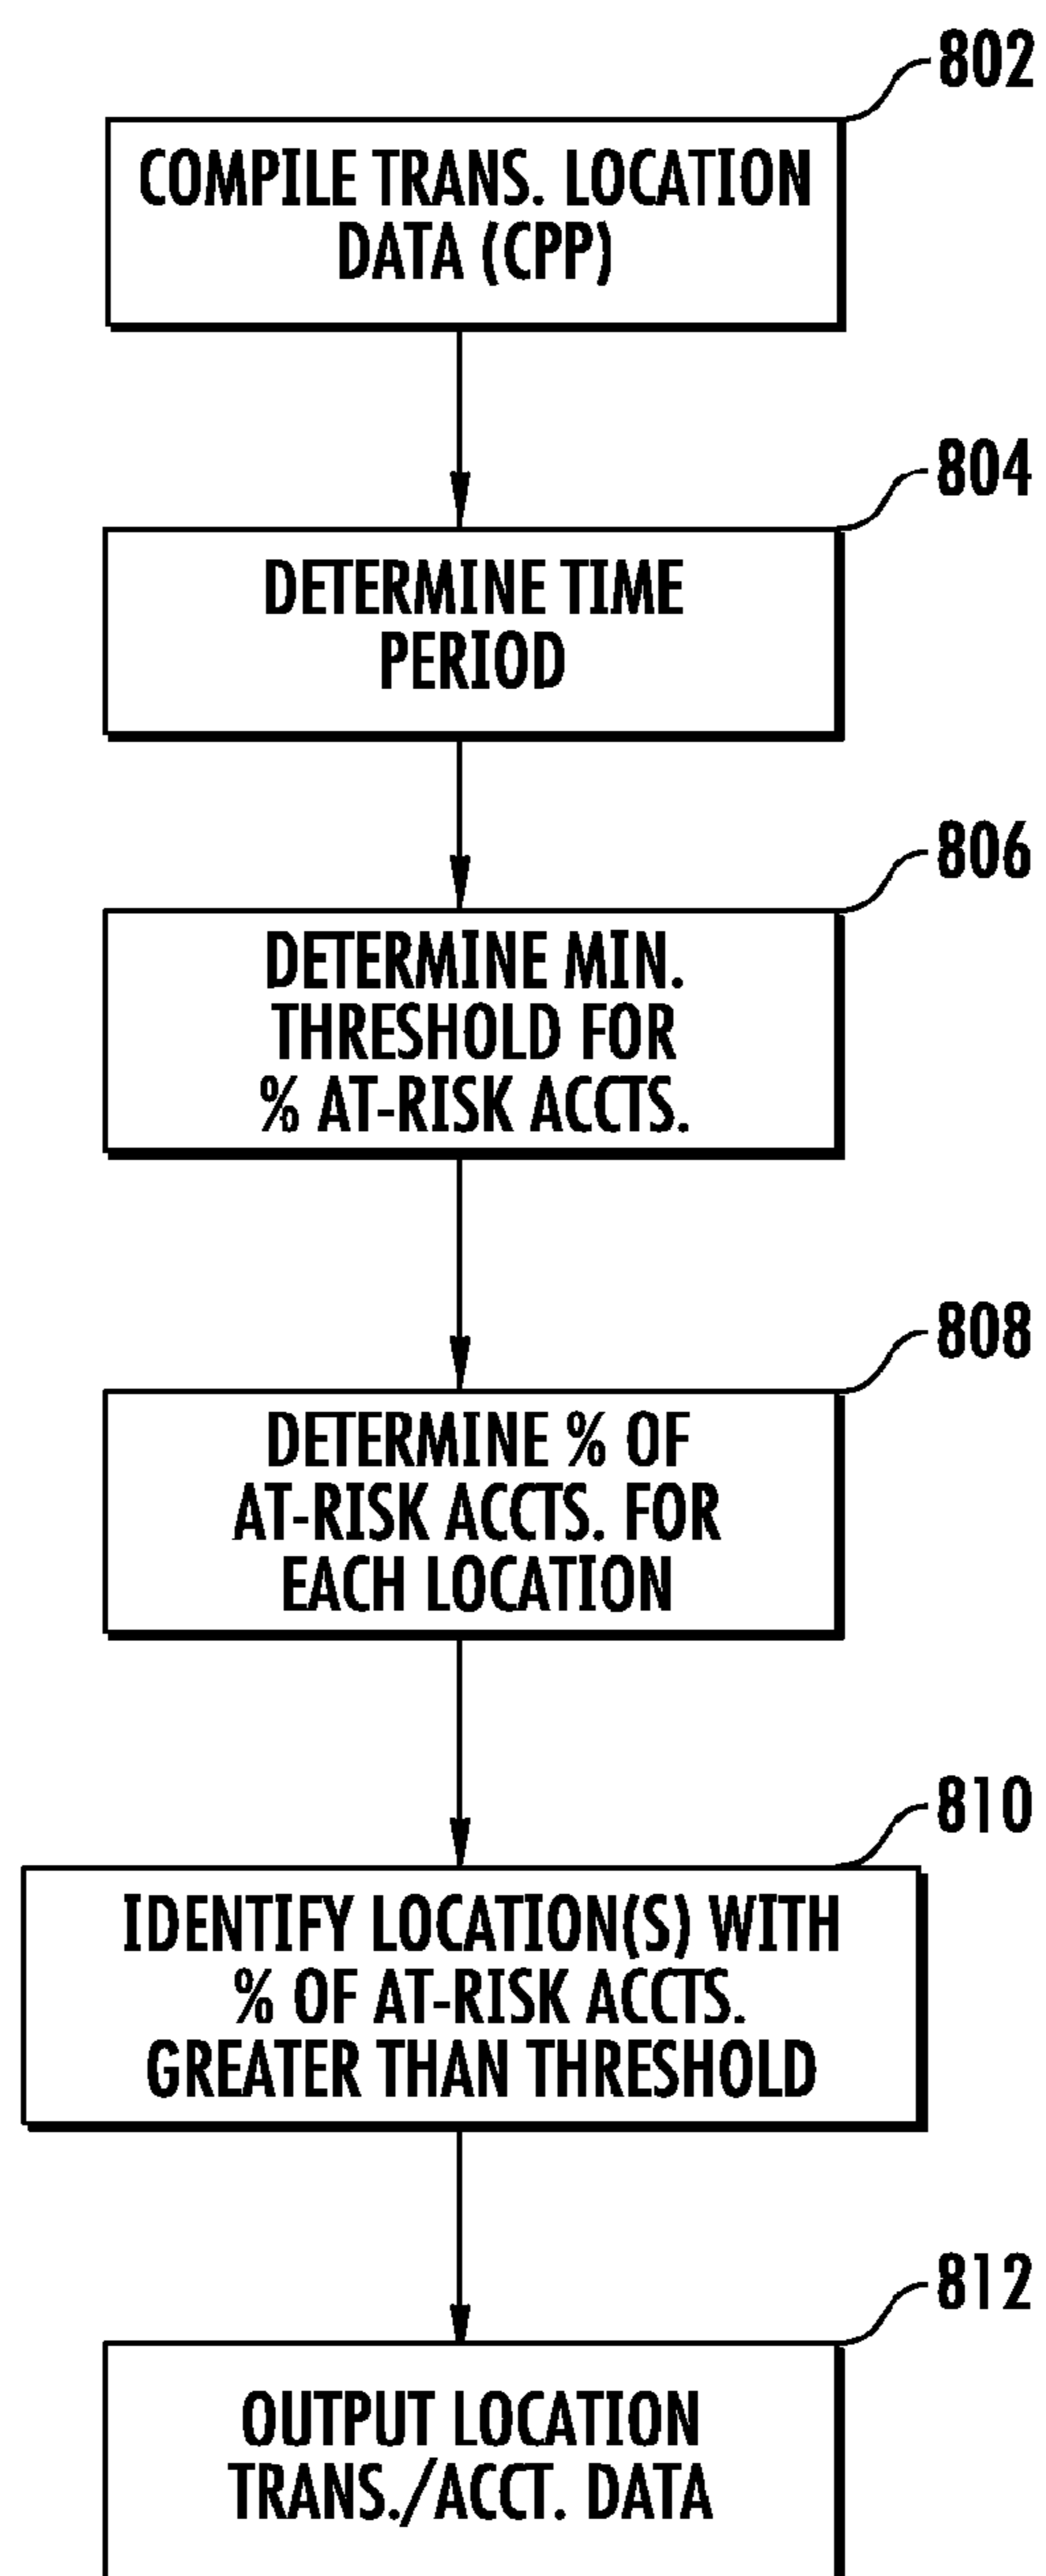 802
COMPILE TRANS. LOCATION
DATA (CPP)
804
DETERMINE TIME
PERIOD
806
DETERMINE MIN.
THRESHOLD FOR
% AT-RISK ACCTS.
808
DETERMINE % OF
AT-RISK ACCTS. FOR
EACH LOCATION
810
IDENTIFY LOCATION(S) WITH
% OF AT-RISK ACCTS.
GREATER THAN THRESHOLD
812
OUTPUT LOCATION
TRANS./ACCT. DATA